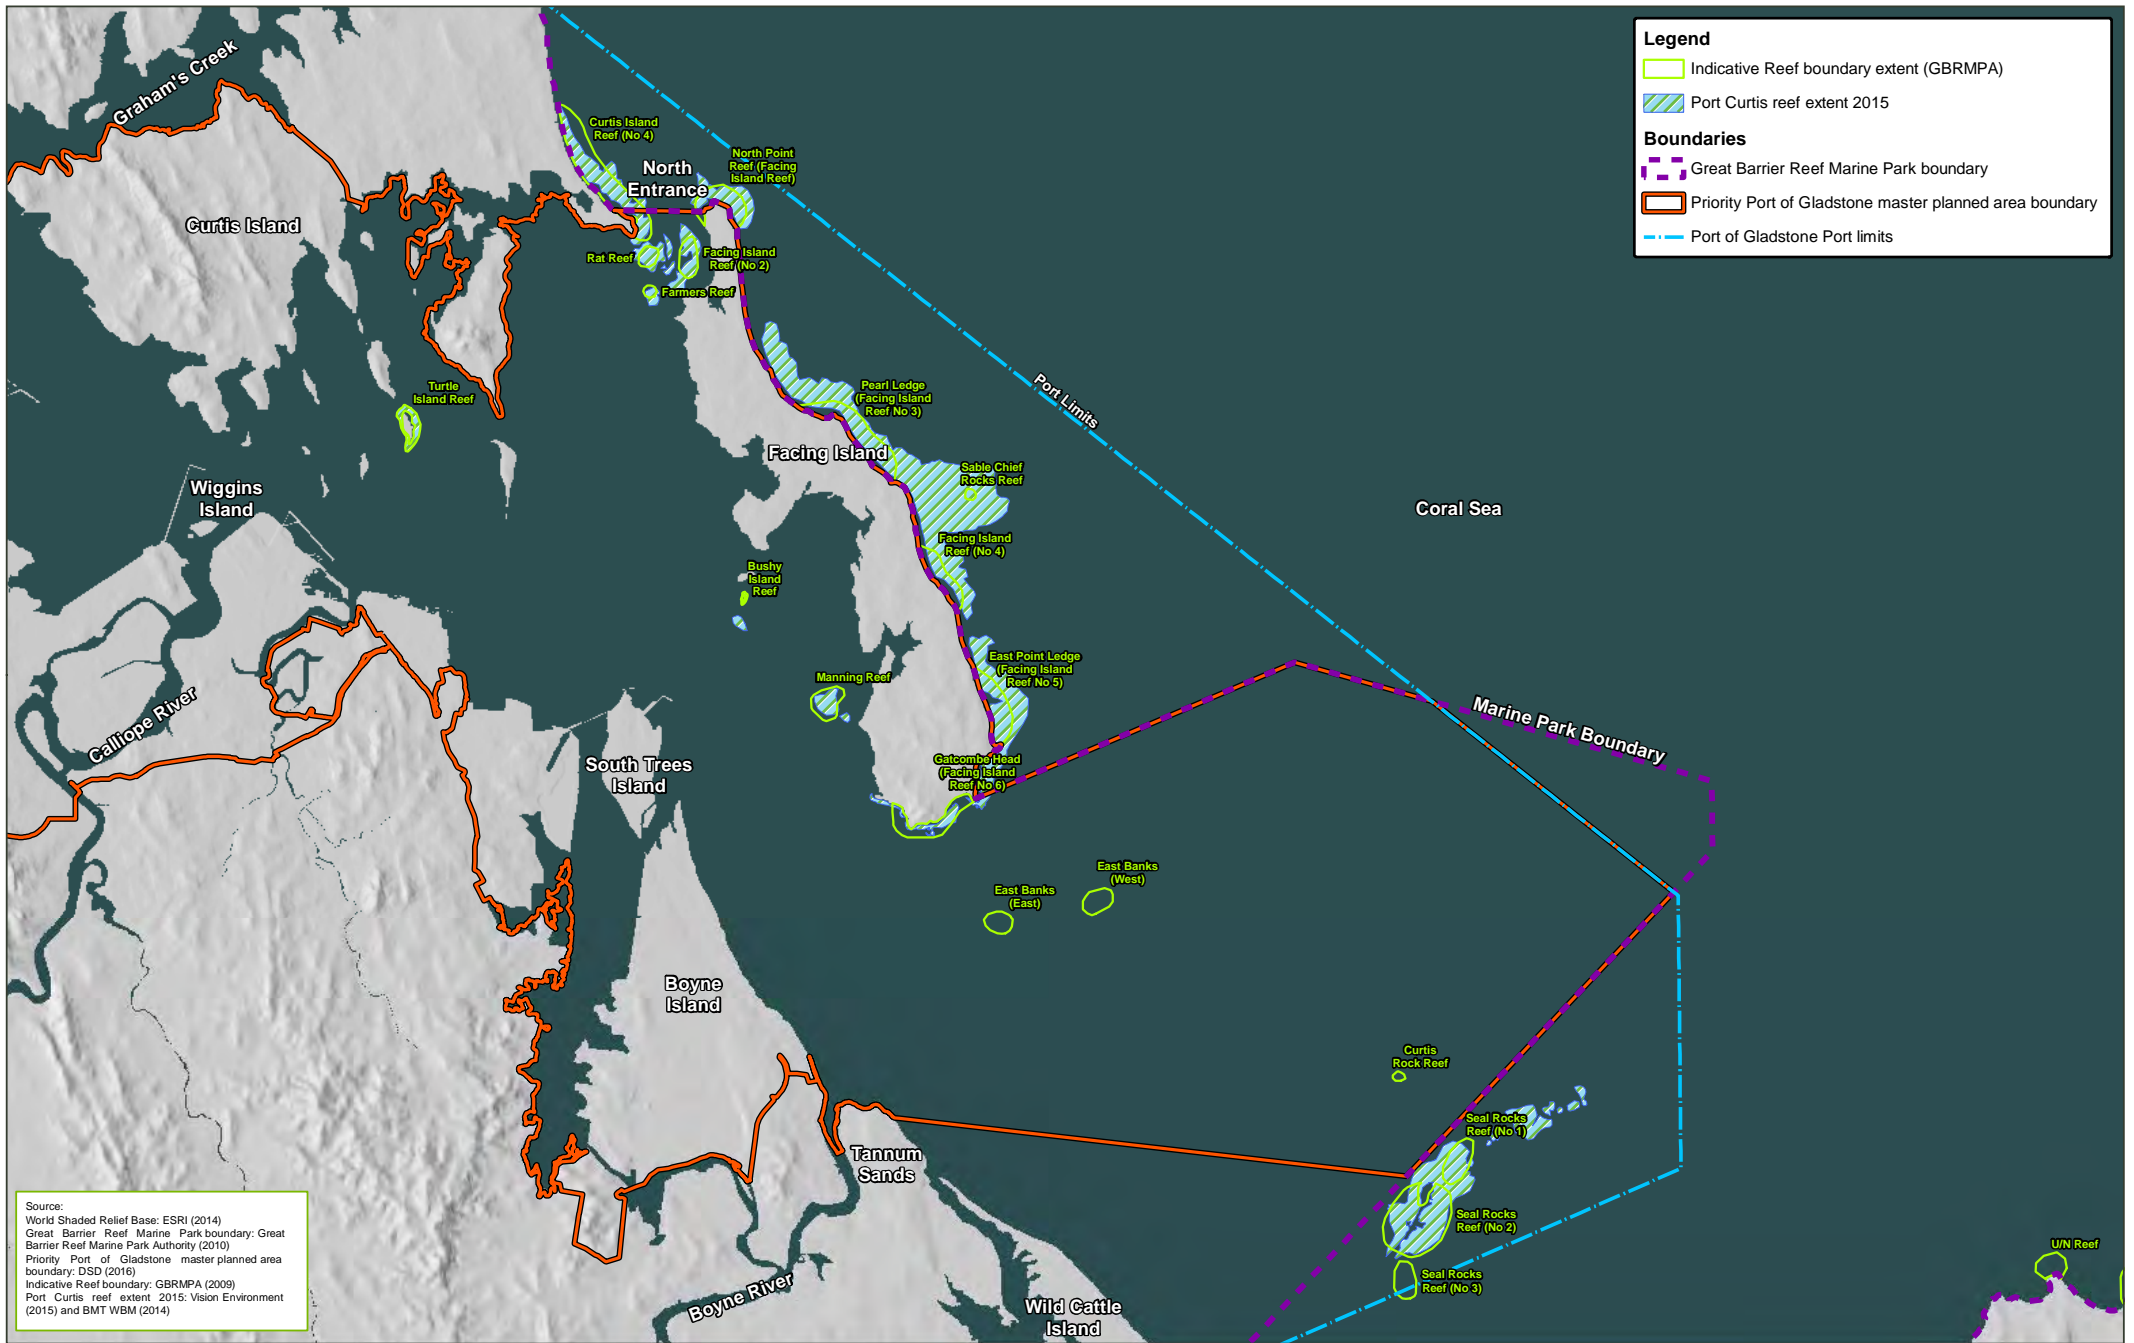 Legend
Indicative Reef boundary extent (GBRMPA)
Port Curtis reef extent 2015
Boundaries
Great Barrier Reef Marine Park boundary
Priority Port of Gladstone master planned area boundary
Port of Gladstone Port limits
Graham's Creek
Curtis Island
Reef (No 4)
North
Entrance
North Point
Reef (Facing
Island Reef)
Curtis Island
Rat Reef
Facing Island
Reef (No 2)
Farmers Reef
Turtle
Island Reef
Pearl Ledge
(Facing Island
Reef No 3)
Port Limits
Facing Island
Sable Chief
Rocks Reef
Wiggins
Island
Coral Sea
Facing Island
Reef (No 4)
Bushy
Island
Reef
East Point Ledge
(Facing Island
Reef No 5)
Manning Reef
Calliope River
Marine Park Boundary
South Trees
Island
Gatcombe Head
(Facing Island
Reef No 6)
East Banks
(West)
East Banks
(East)
Boyne
Island
Curtis
Rock Reef
Seal Rocks
Reef (No 1)
Tannum
Sands
Seal Rocks
Reef (No 2)
Seal Rocks
Reef (No 3)
U/N Reef
Boyne River
Wild Cattle
Island
Source:
World Shaded Relief Base: ESRI (2014)
Great Barrier Reef Marine Park boundary: Great
Barrier Reef Marine Park Authority (2010)
Priority Port of Gladstone master planned area
boundary: DSD (2016)
Indicative Reef boundary: GBRMPA (2009)
Port Curtis reef extent 2015: Vision Environment
(2015) and BMT WBM (2014)